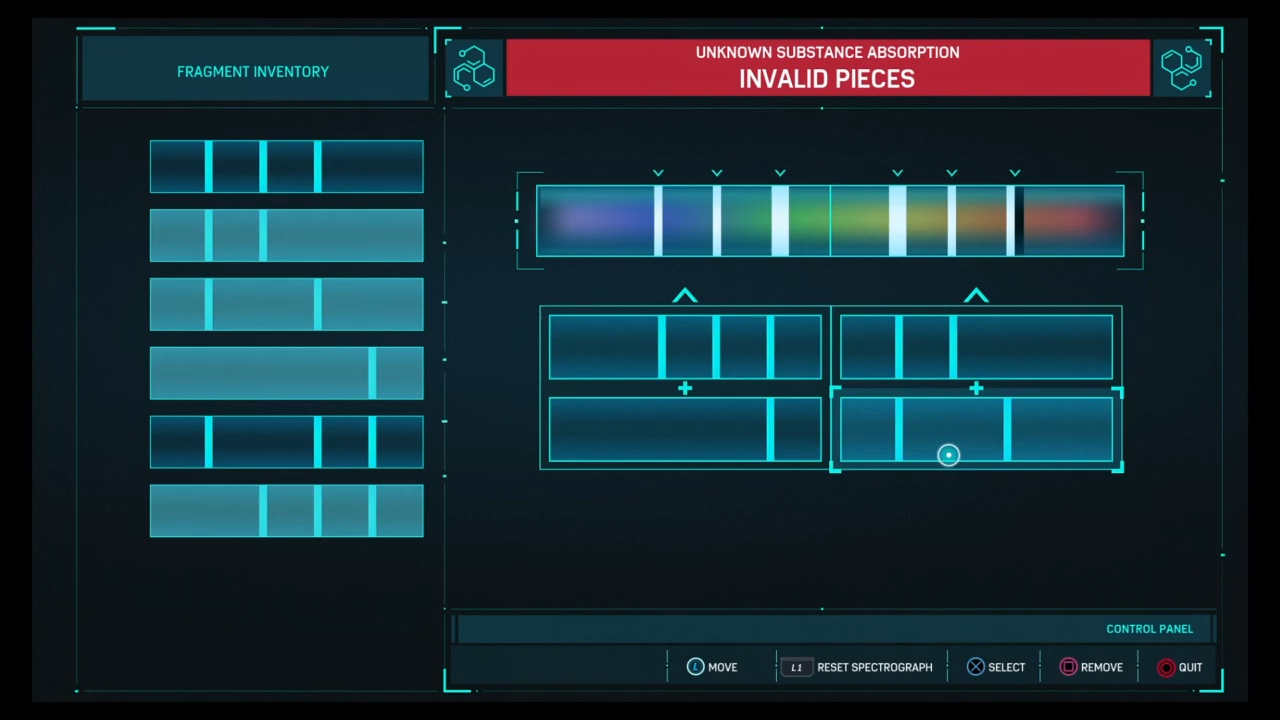 FRAGMENT INVENTORY
UNKNOWN SUBSTANCE ABSORPTION
INVALID PIECES
CONTROL PANEL
L MOVE
L1 RESET SPECTROGRAPH
SELECT
REMOVE
QUIT